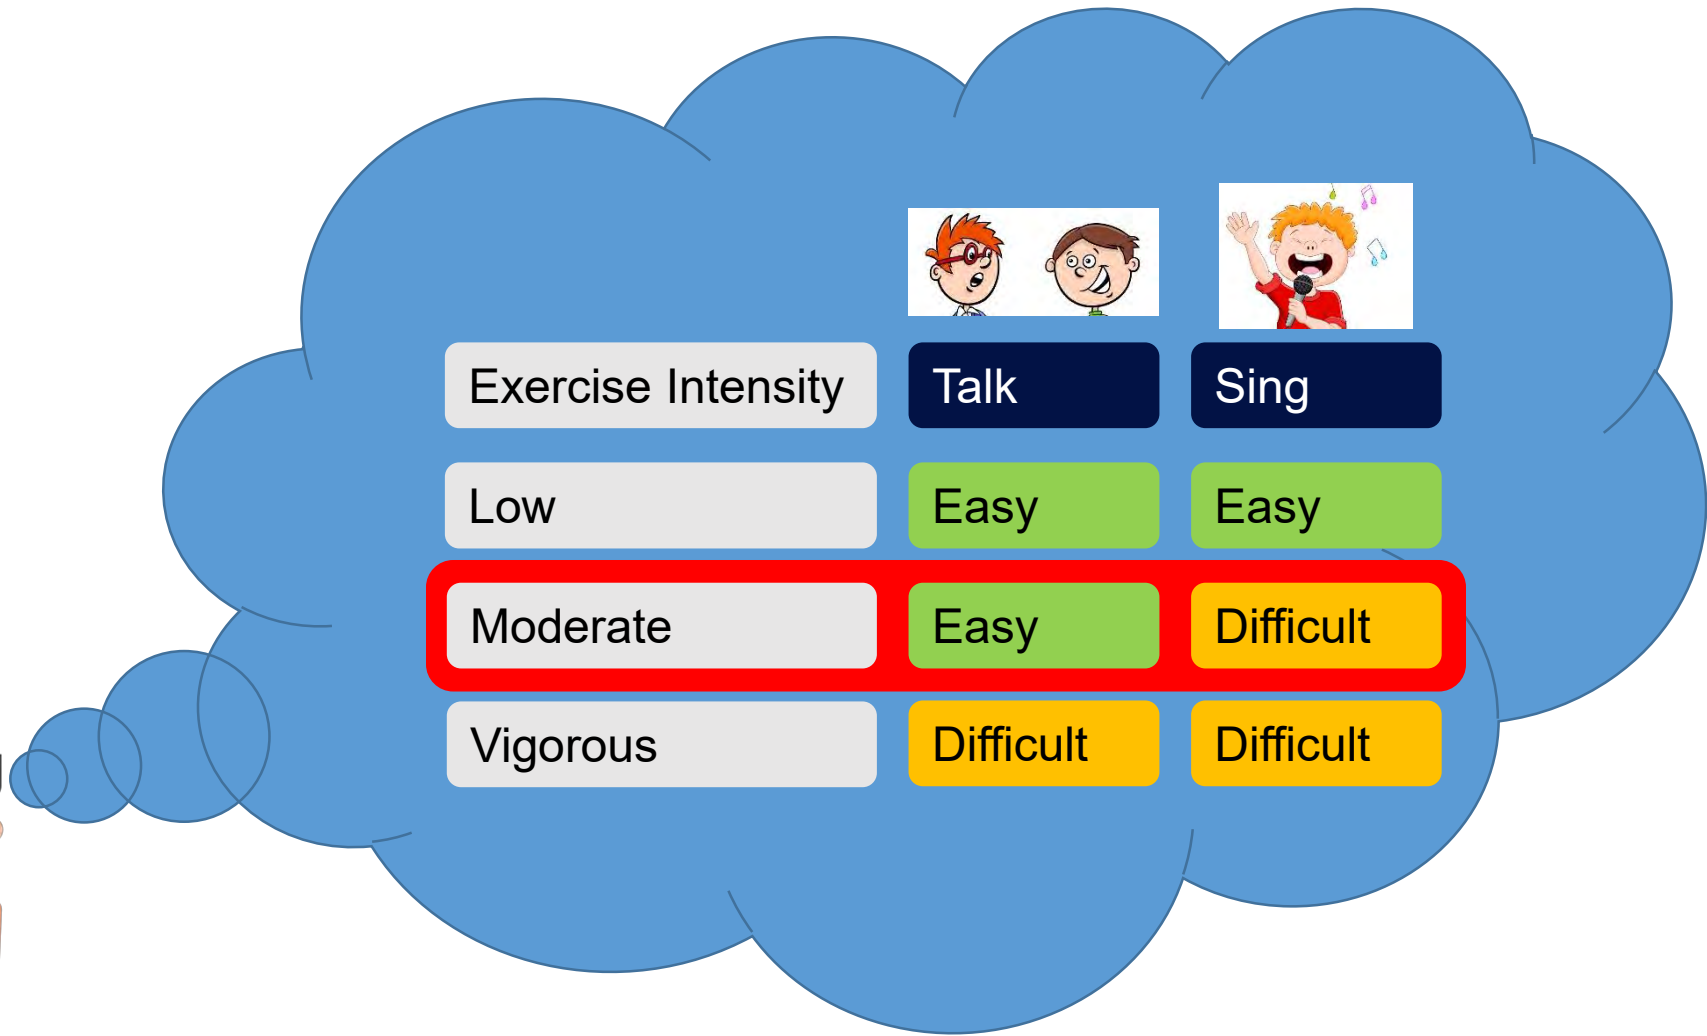 Exercise Intensity Talk Sing
Low Easy Easy
Moderate Easy Difficult
Vigorous Difficult Difficult